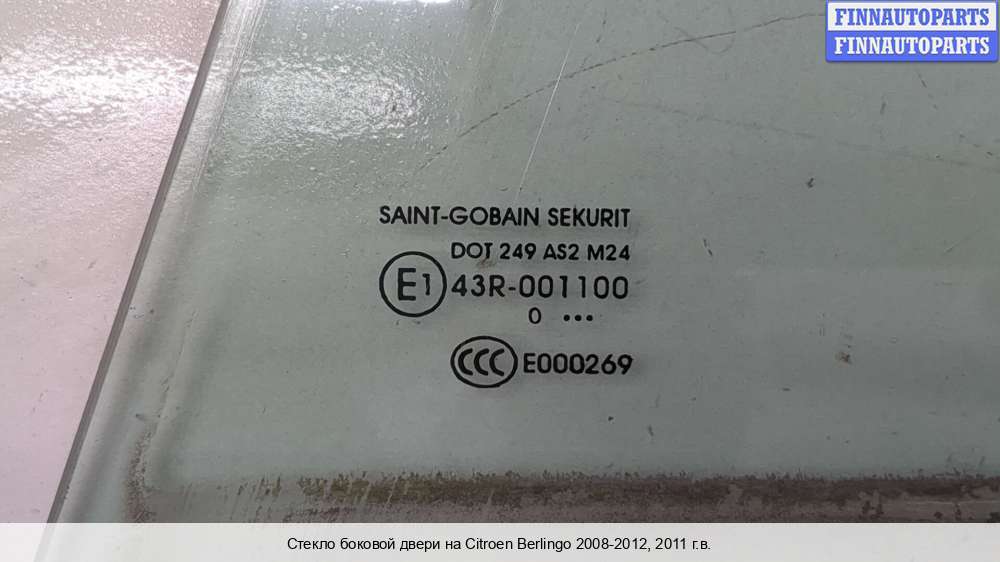 FINNAUTOPARTS
FINNAUTOPARTS
SAINT-GOBAIN SEKURIT
DOT 249 AS2 M24
E1 43R-001100
0 •••
CCC E000269
Стекло боковой двери на Citroen Berlingo 2008-2012, 2011 г.в.